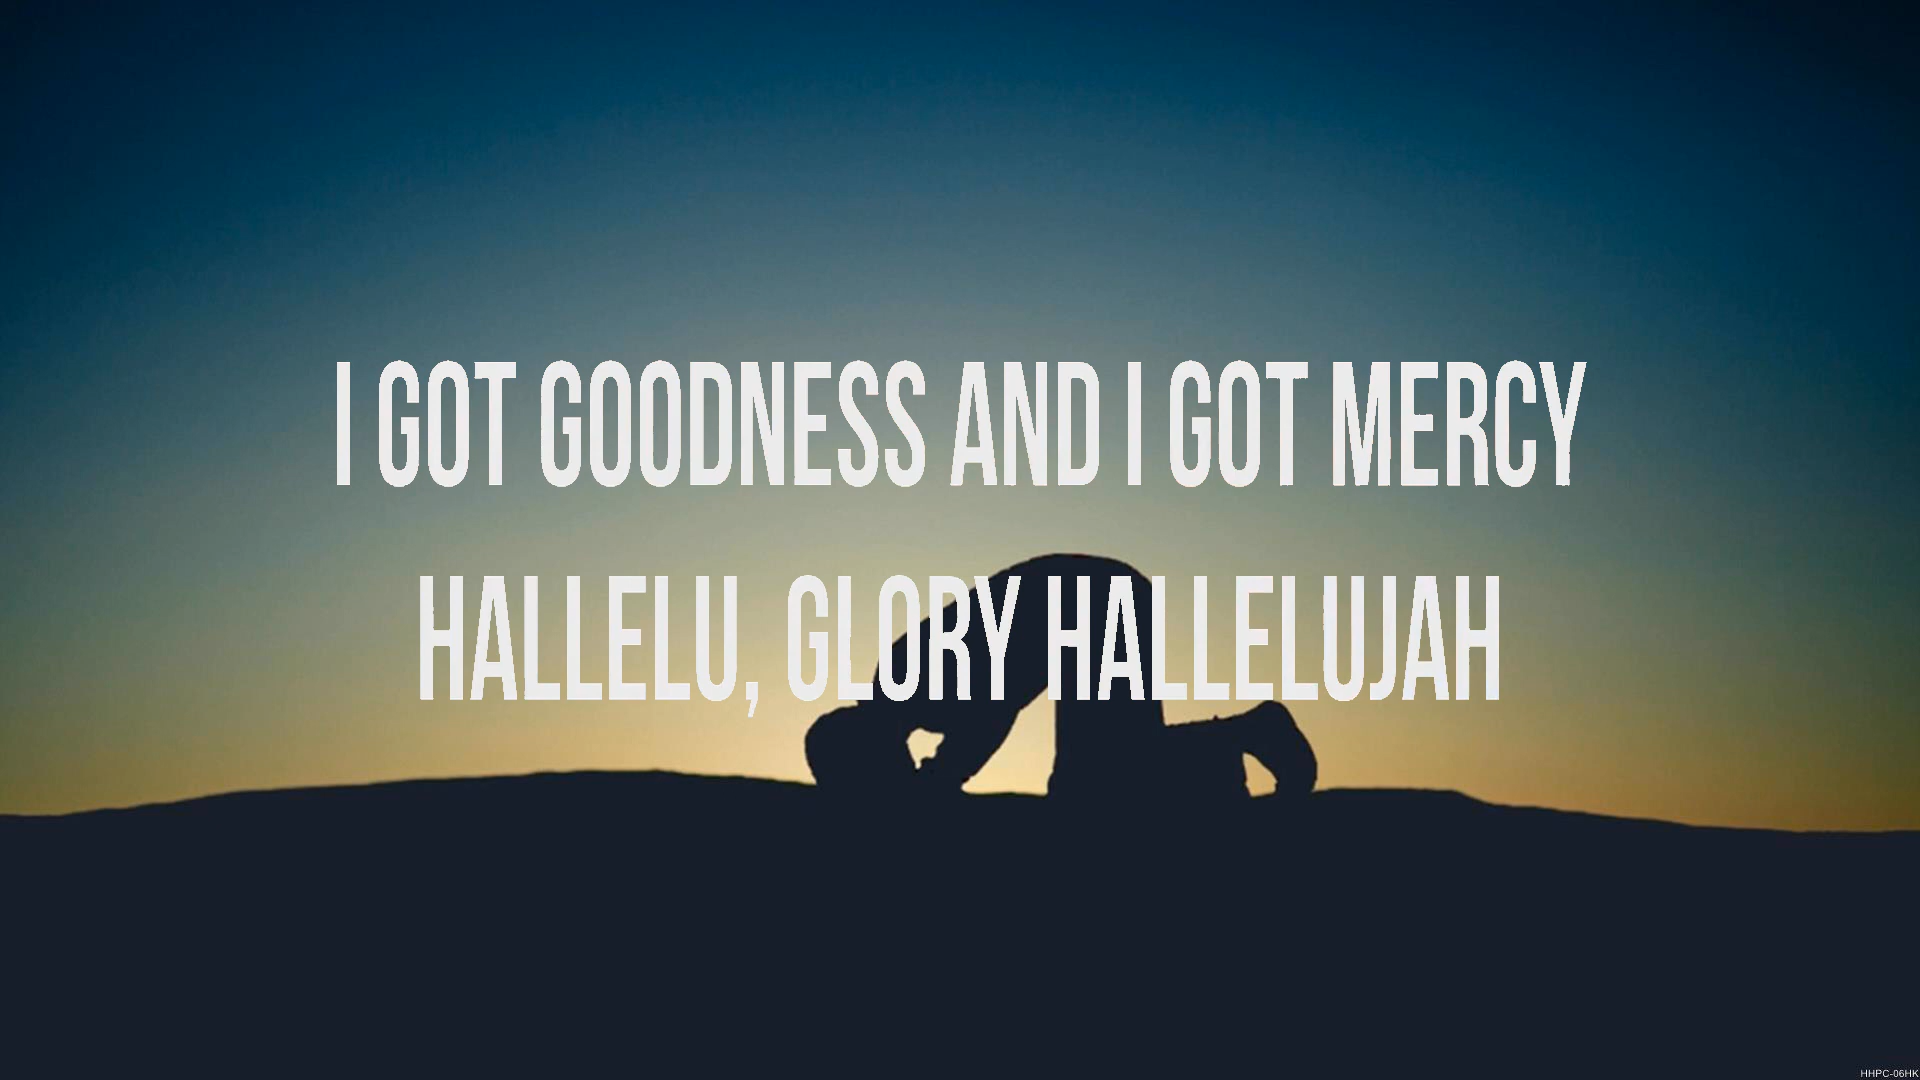 I GOT GOODNESS AND I GOT MERCY
HALLELU, GLORY HALLELUJAH
HHPC-06HK